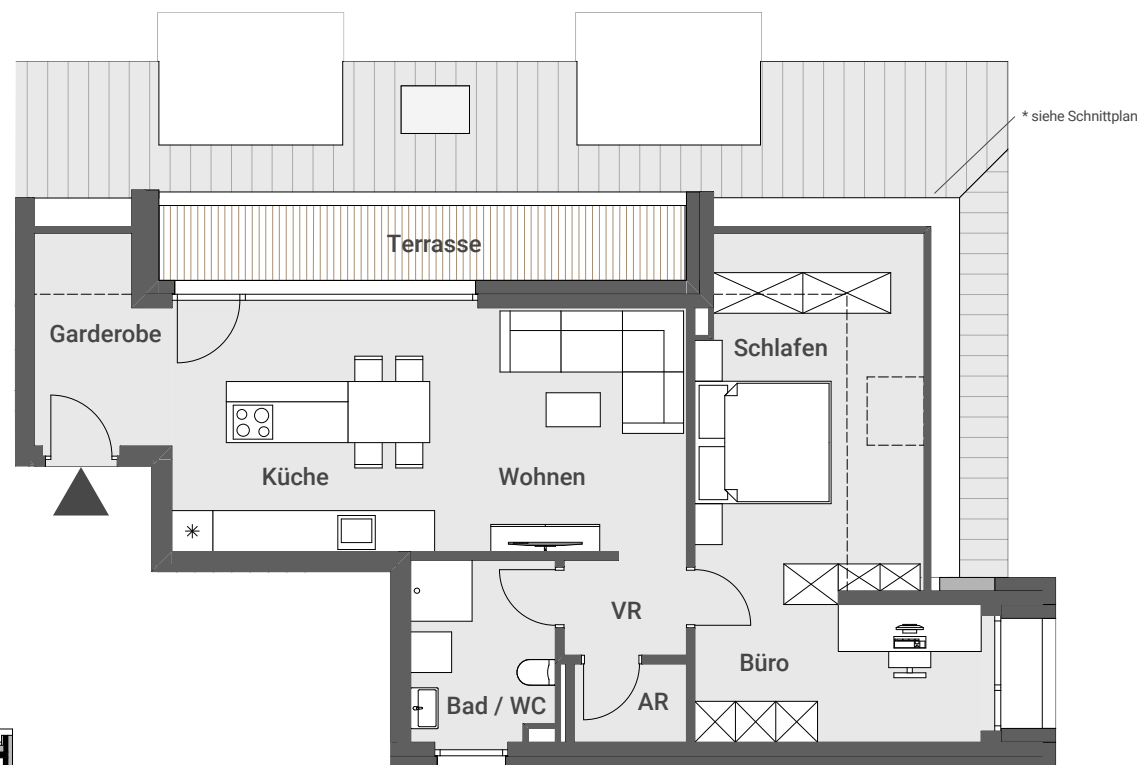 * siehe Schnittplan
Terrasse
Garderobe
Schlafen
Küche
Wohnen
VR
Büro
Bad / WC
AR